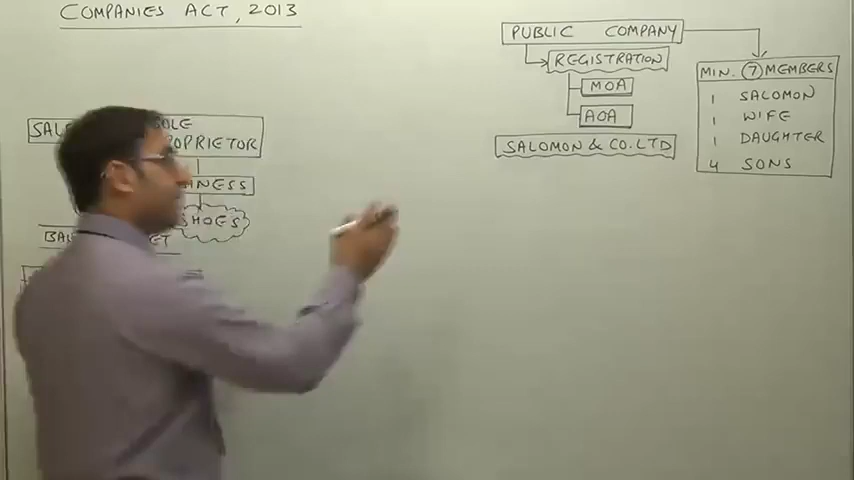 COMPANIES ACT, 2013
SOLE
PROPRIETOR
SHOES
PUBLIC COMPANY
REGISTRATION
MOA
AOA
SALOMON & CO. LTD
MIN. 7 MEMBERS
1 SALOMON
1 WIFE
1 DAUGHTER
4 SONS